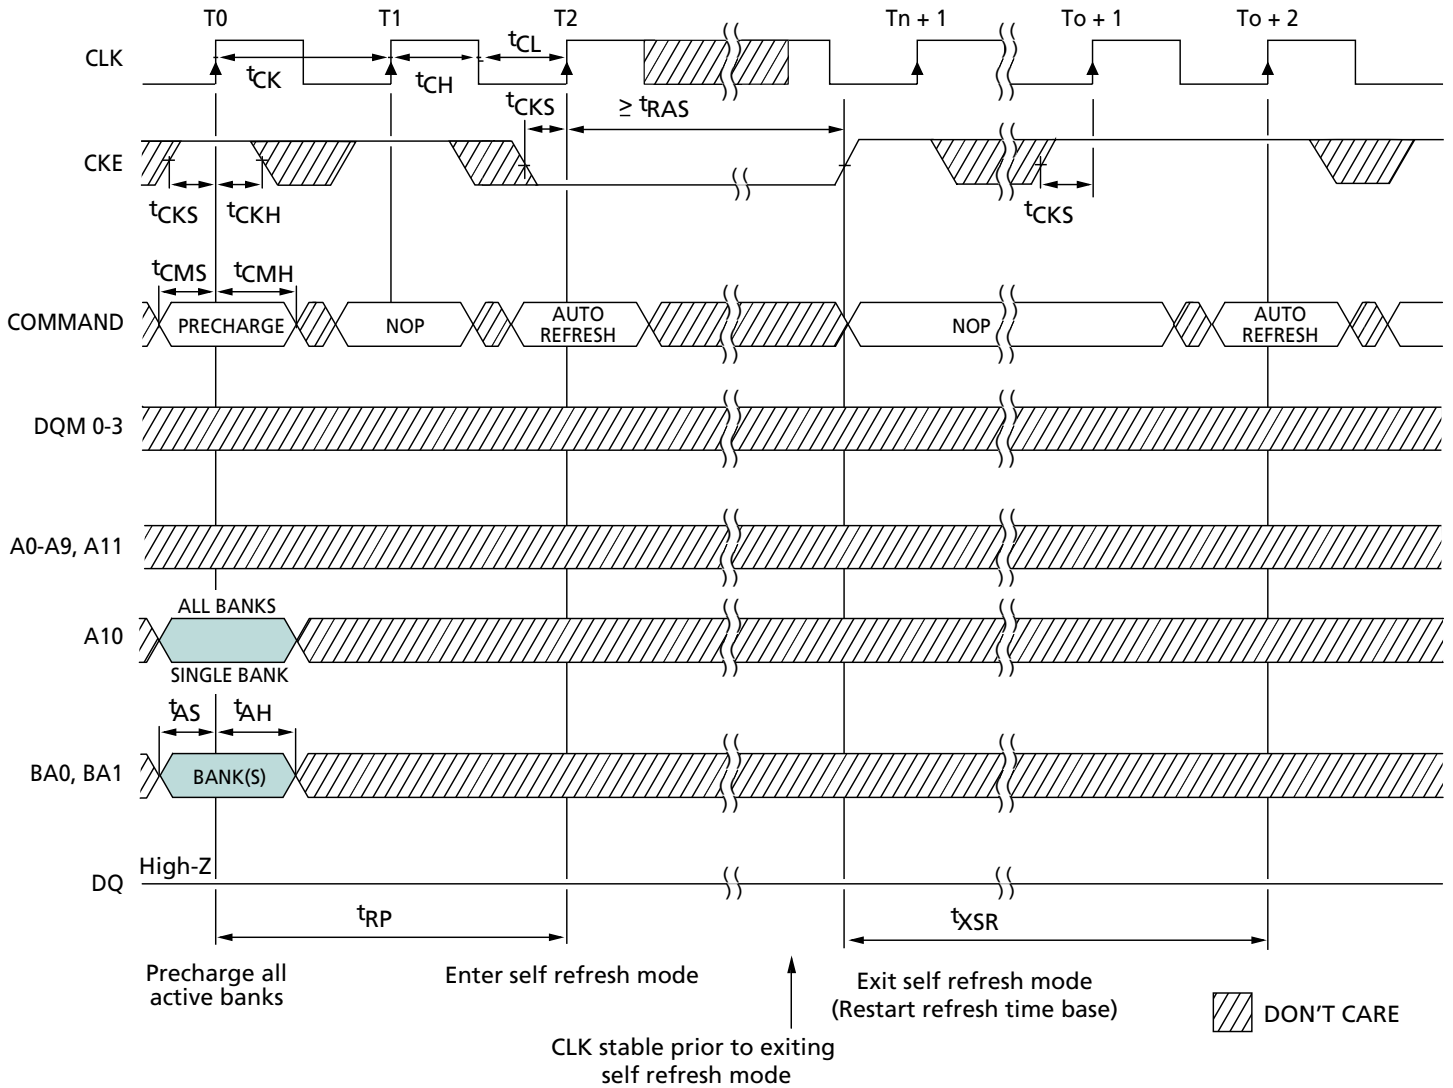 T0 T1 T2 Tn + 1 To + 1 To + 2
CLK
tCK tCH tCL
tCKS ≥ tRAS
CKE
tCKS tCKH tCKS
tCMS tCMH
COMMAND PRECHARGE NOP AUTO REFRESH NOP AUTO REFRESH
DQM 0-3
A0-A9, A11
ALL BANKS
A10
SINGLE BANK
tAS tAH
BA0, BA1 BANK(S)
High-Z
DQ
tRP tXSR
Precharge all
active banks
Enter self refresh mode
CLK stable prior to exiting
self refresh mode
Exit self refresh mode
(Restart refresh time base)
DON'T CARE